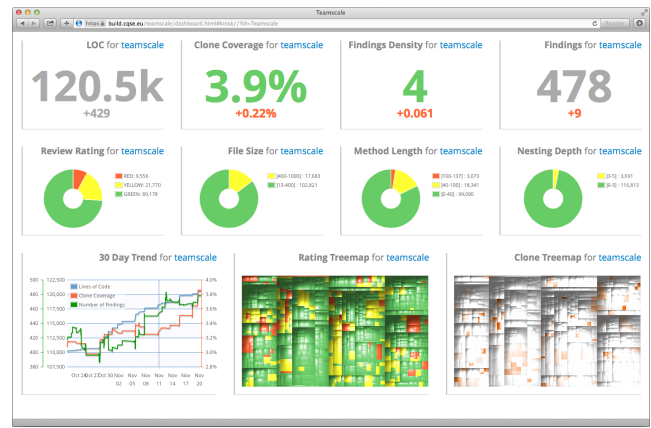 Teamscale
https build.cqse.eu/teamscale/dashboard.html#kiosk//?id=Teamscale
Reader
LOC for teamscale
120.5k
+429
Clone Coverage for teamscale
3.9%
+0.22%
Findings Density for teamscale
4
+0.061
Findings for teamscale
478
+9
Review Rating for teamscale
RED: 9,556
YELLOW: 21,770
GREEN: 89,178
File Size for teamscale
[400-1000] : 17,683
[13-400] : 102,821
Method Length for teamscale
[100-137] : 3,073
[40-100] : 18,341
[0-40] : 99,090
Nesting Depth for teamscale
[3-5] : 3,691
[0-3] : 116,813
30 Day Trend for teamscale
500 122,500 4.0%
480 120,000 3.8%
460 117,500 3.6%
440 115,000 3.4%
420 112,500 3.2%
400 110,000 3.0%
380 107,500 2.8%
Lines of Code
Clone Coverage
Number of Findings
Oct 24 Oct 27 Oct 30 Nov Nov Nov Nov Nov Nov Nov
02 05 08 11 14 17 20
Rating Treemap for teamscale
Clone Treemap for teamscale